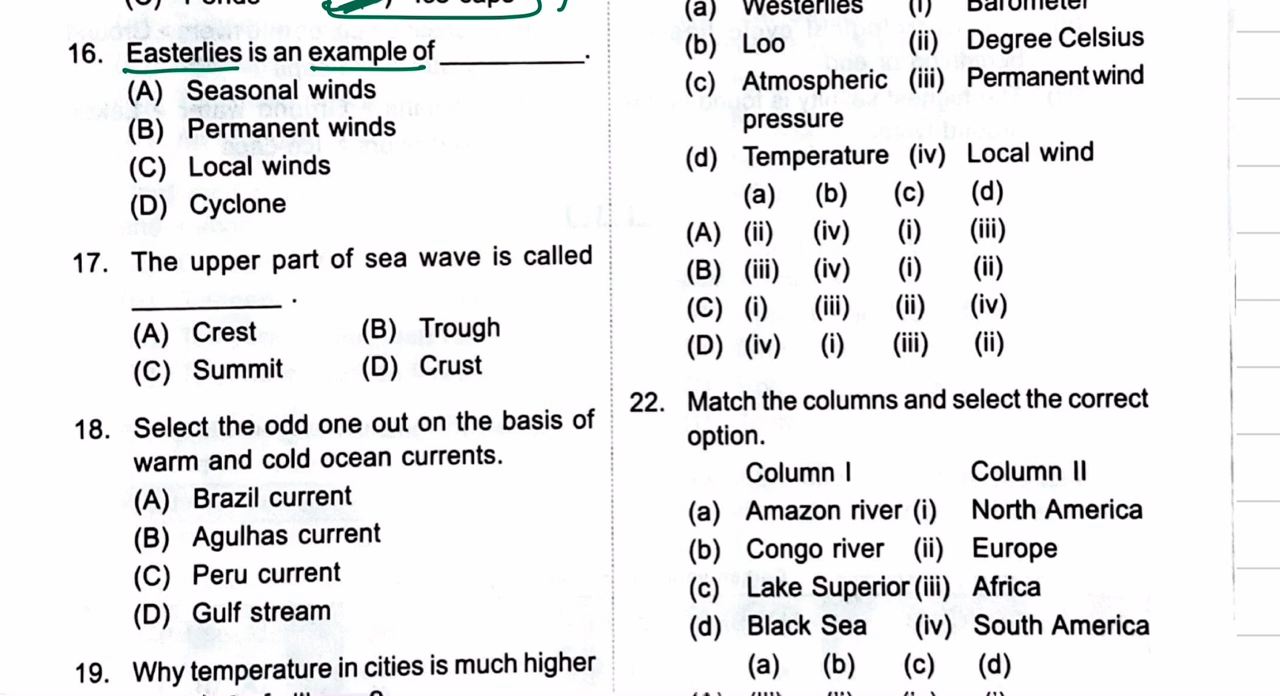 16. Easterlies is an example of __________.
(A) Seasonal winds
(B) Permanent winds
(C) Local winds
(D) Cyclone
17. The upper part of sea wave is called
__________ .
(A) Crest (B) Trough
(C) Summit (D) Crust
18. Select the odd one out on the basis of
warm and cold ocean currents.
(A) Brazil current
(B) Agulhas current
(C) Peru current
(D) Gulf stream
19. Why temperature in cities is much higher
(a) Westerlies (i) Barometer
(b) Loo (ii) Degree Celsius
(c) Atmospheric (iii) Permanent wind
pressure
(d) Temperature (iv) Local wind
(a) (b) (c) (d)
(A) (ii) (iv) (i) (iii)
(B) (iii) (iv) (i) (ii)
(C) (i) (iii) (ii) (iv)
(D) (iv) (i) (iii) (ii)
22. Match the columns and select the correct
option.
Column I Column II
(a) Amazon river (i) North America
(b) Congo river (ii) Europe
(c) Lake Superior (iii) Africa
(d) Black Sea (iv) South America
(a) (b) (c) (d)